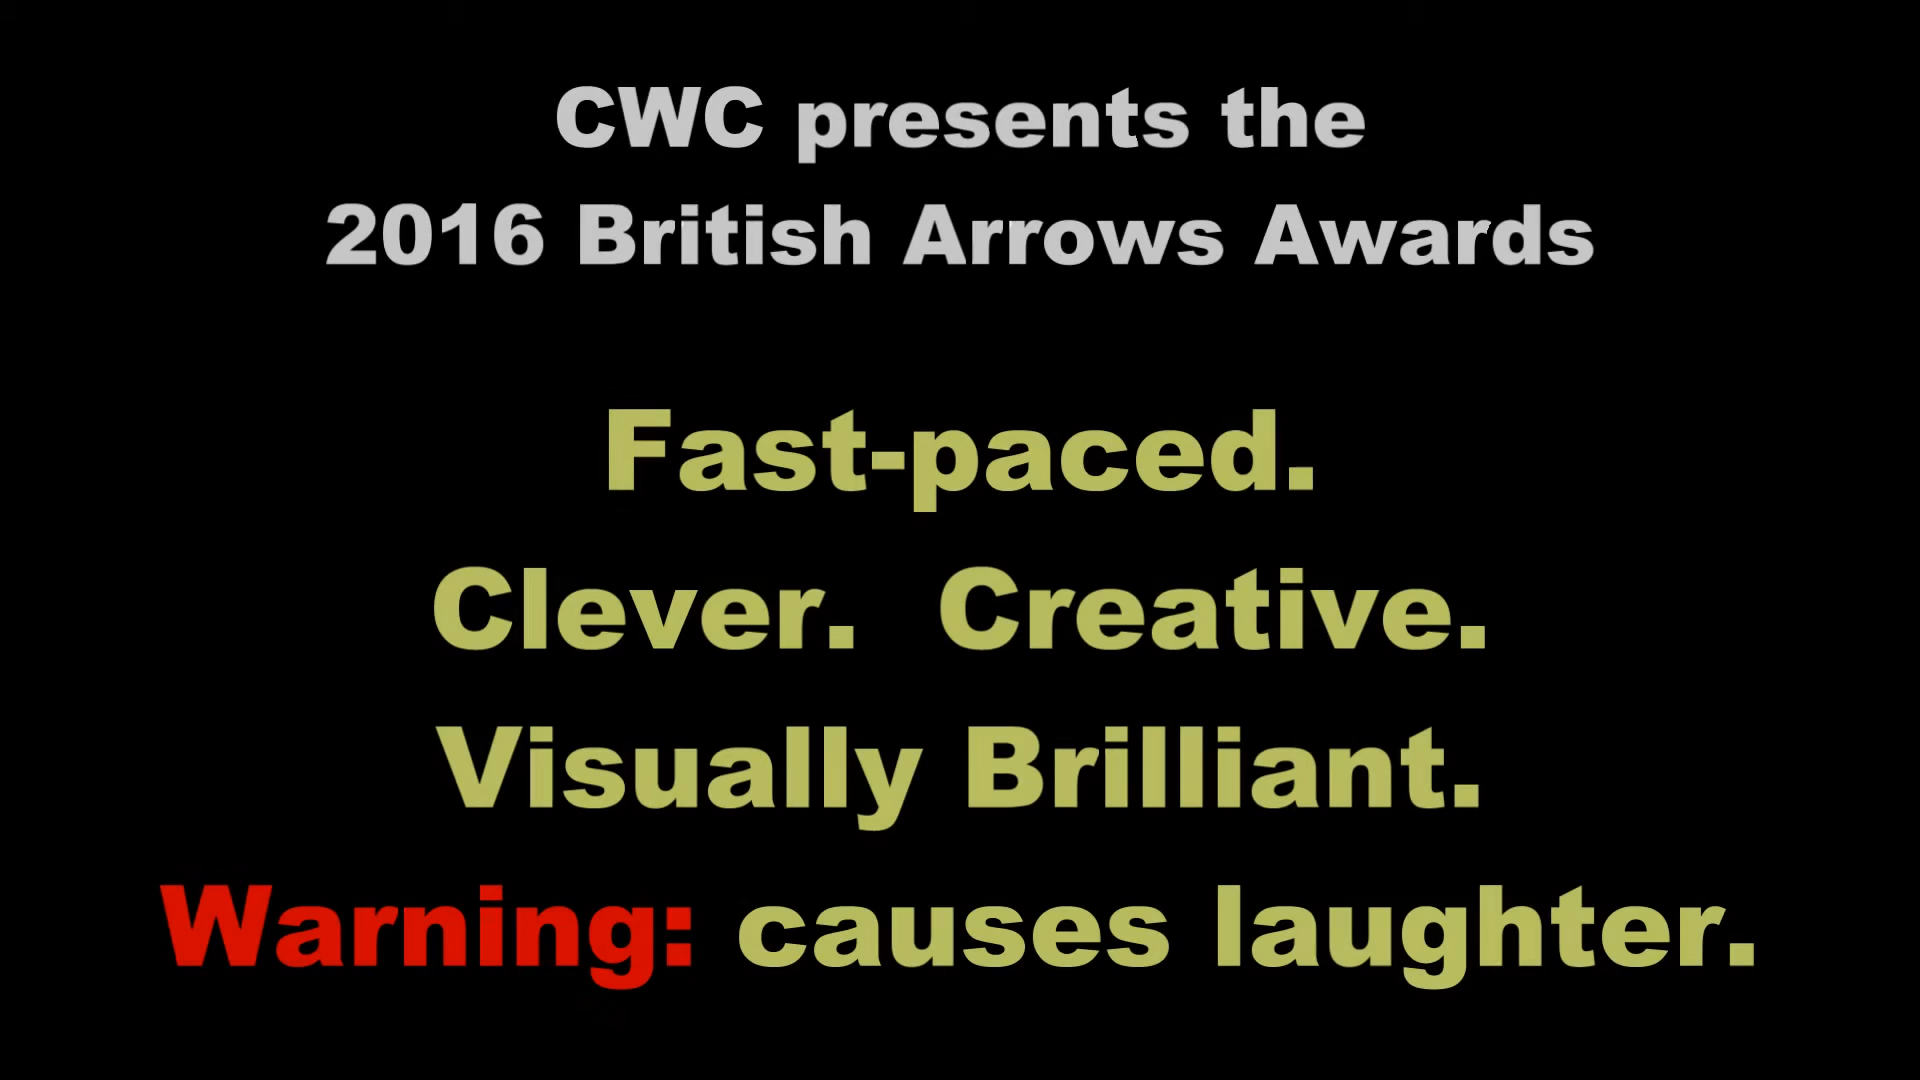 CWC presents the
2016 British Arrows Awards
Fast-paced.
Clever.  Creative.
Visually Brilliant.
Warning: causes laughter.